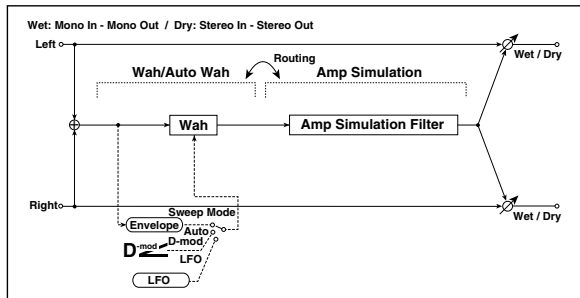 Wet: Mono In - Mono Out / Dry: Stereo In - Stereo Out
Left
Wet / Dry
Routing
Wah/Auto Wah
Amp Simulation
Wah
Amp Simulation Filter
Right
Wet / Dry
Sweep Mode
Envelope
Auto
D-mod
D-mod
LFO
LFO